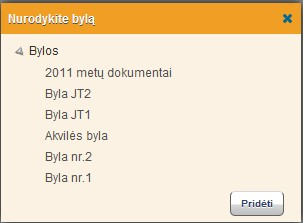 Nurodykite bylą
Bylos
2011 metų dokumentai
Byla JT2
Byla JT1
Akvilės byla
Byla nr.2
Byla nr.1
Pridėti